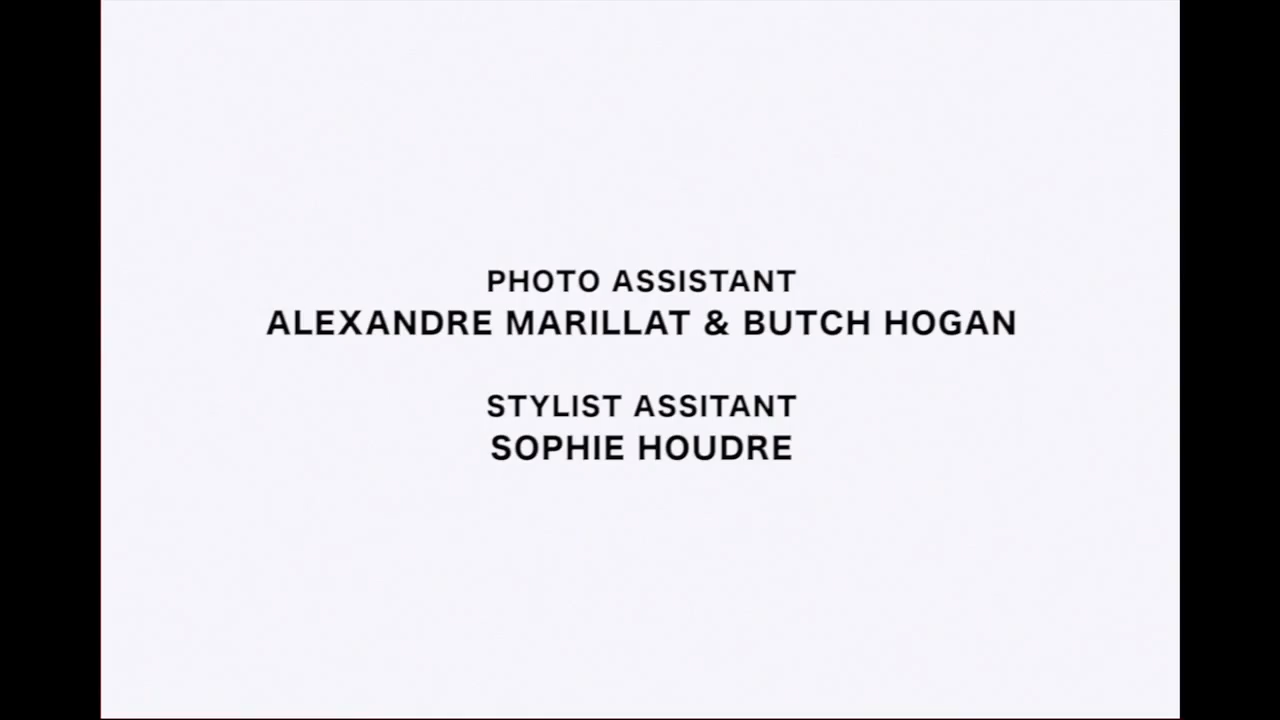 PHOTO ASSISTANT
ALEXANDRE MARILLAT & BUTCH HOGAN
STYLIST ASSITANT
SOPHIE HOUDRE